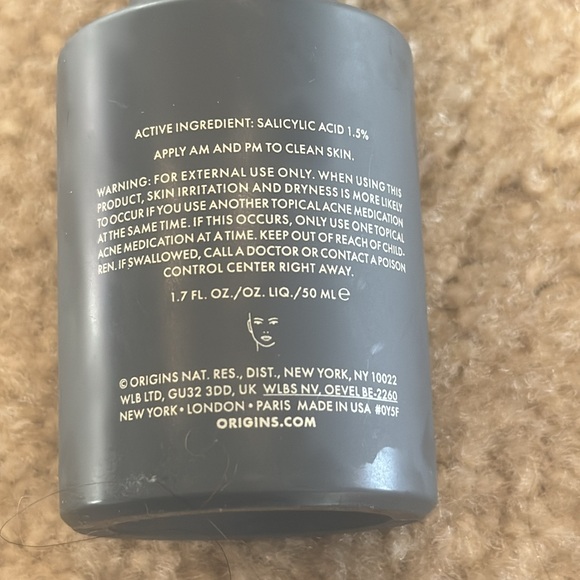 ACTIVE INGREDIENT: SALICYLIC ACID 1.5%
APPLY AM AND PM TO CLEAN SKIN.
WARNING: FOR EXTERNAL USE ONLY. WHEN USING THIS
PRODUCT, SKIN IRRITATION AND DRYNESS IS MORE LIKELY
TO OCCUR IF YOU USE ANOTHER TOPICAL ACNE MEDICATION
AT THE SAME TIME. IF THIS OCCURS, ONLY USE ONE TOPICAL
ACNE MEDICATION AT A TIME. KEEP OUT OF REACH OF CHILD-
REN. IF SWALLOWED, CALL A DOCTOR OR CONTACT A POISON
CONTROL CENTER RIGHT AWAY.
1.7 FL. OZ./OZ. LIQ./50 ML ℮
© ORIGINS NAT. RES., DIST., NEW YORK, NY 10022
WLB LTD, GU32 3DD, UK WLBS NV, OEVEL BE-2260
NEW YORK • LONDON • PARIS MADE IN USA #0Y5F
ORIGINS.COM